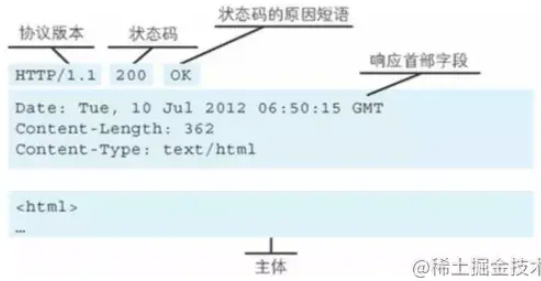 状态码的原因短语
协议版本 状态码
响应首部字段
HTTP/1.1 200 OK
Date: Tue, 10 Jul 2012 06:50:15 GMT
Content-Length: 362
Content-Type: text/html
<html>
…
主体
@稀土掘金技术